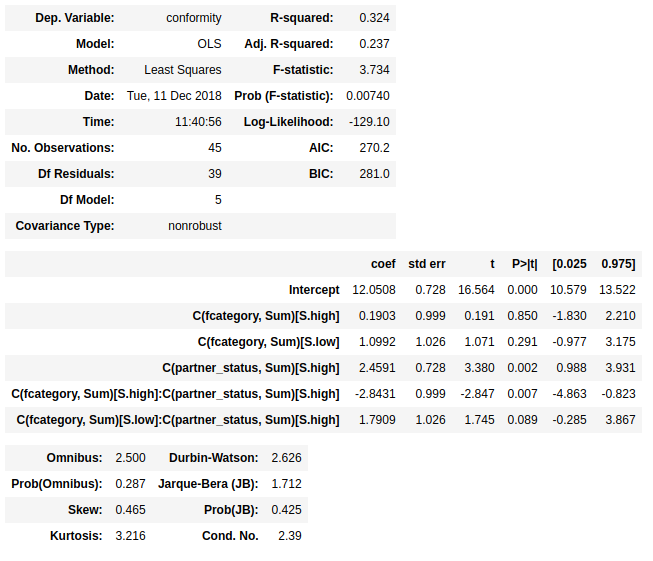 Dep. Variable: conformity R-squared: 0.324
Model: OLS Adj. R-squared: 0.237
Method: Least Squares F-statistic: 3.734
Date: Tue, 11 Dec 2018 Prob (F-statistic): 0.00740
Time: 11:40:56 Log-Likelihood: -129.10
No. Observations: 45 AIC: 270.2
Df Residuals: 39 BIC: 281.0
Df Model: 5
Covariance Type: nonrobust
coef std err t P>|t| [0.025 0.975]
Intercept 12.0508 0.728 16.564 0.000 10.579 13.522
C(fcategory, Sum)[S.high] 0.1903 0.999 0.191 0.850 -1.830 2.210
C(fcategory, Sum)[S.low] 1.0992 1.026 1.071 0.291 -0.977 3.175
C(partner_status, Sum)[S.high] 2.4591 0.728 3.380 0.002 0.988 3.931
C(fcategory, Sum)[S.high]:C(partner_status, Sum)[S.high] -2.8431 0.999 -2.847 0.007 -4.863 -0.823
C(fcategory, Sum)[S.low]:C(partner_status, Sum)[S.high] 1.7909 1.026 1.745 0.089 -0.285 3.867
Omnibus: 2.500 Durbin-Watson: 2.626
Prob(Omnibus): 0.287 Jarque-Bera (JB): 1.712
Skew: 0.465 Prob(JB): 0.425
Kurtosis: 3.216 Cond. No. 2.39